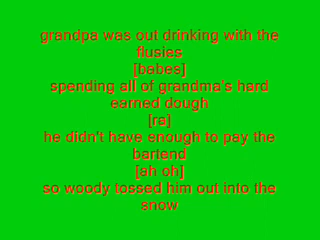 grandpa was out drinking with the
flusies
[babes]
spending all of grandma's hard
earned dough
[ra]
he didn't have enough to pay the
bartend
[ah oh]
so woody tossed him out into the
snow